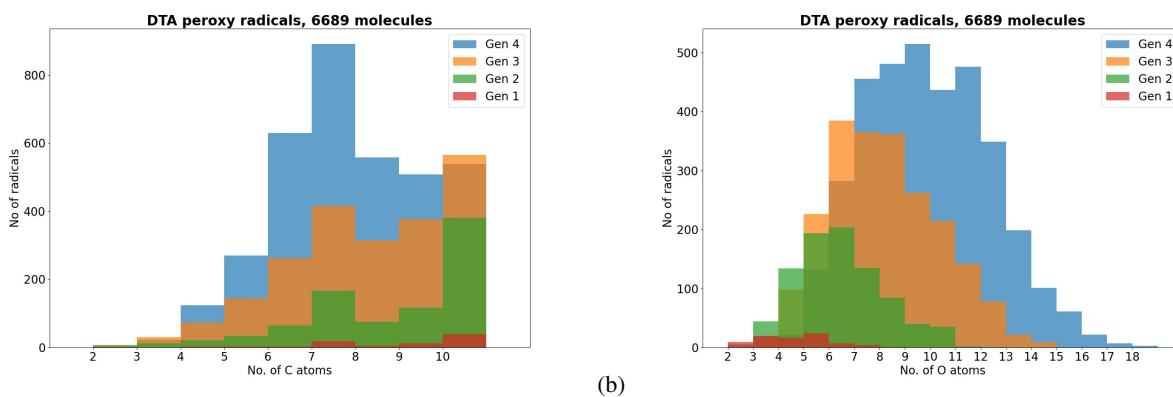 DTA peroxy radicals, 6689 molecules
Gen 4
Gen 3
Gen 2
Gen 1
800
600
400
200
0
No of radicals
2 3 4 5 6 7 8 9 10
No. of C atoms
(b)
DTA peroxy radicals, 6689 molecules
Gen 4
Gen 3
Gen 2
Gen 1
500
400
300
200
100
0
No of radicals
2 3 4 5 6 7 8 9 10 11 12 13 14 15 16 17 18
No. of O atoms